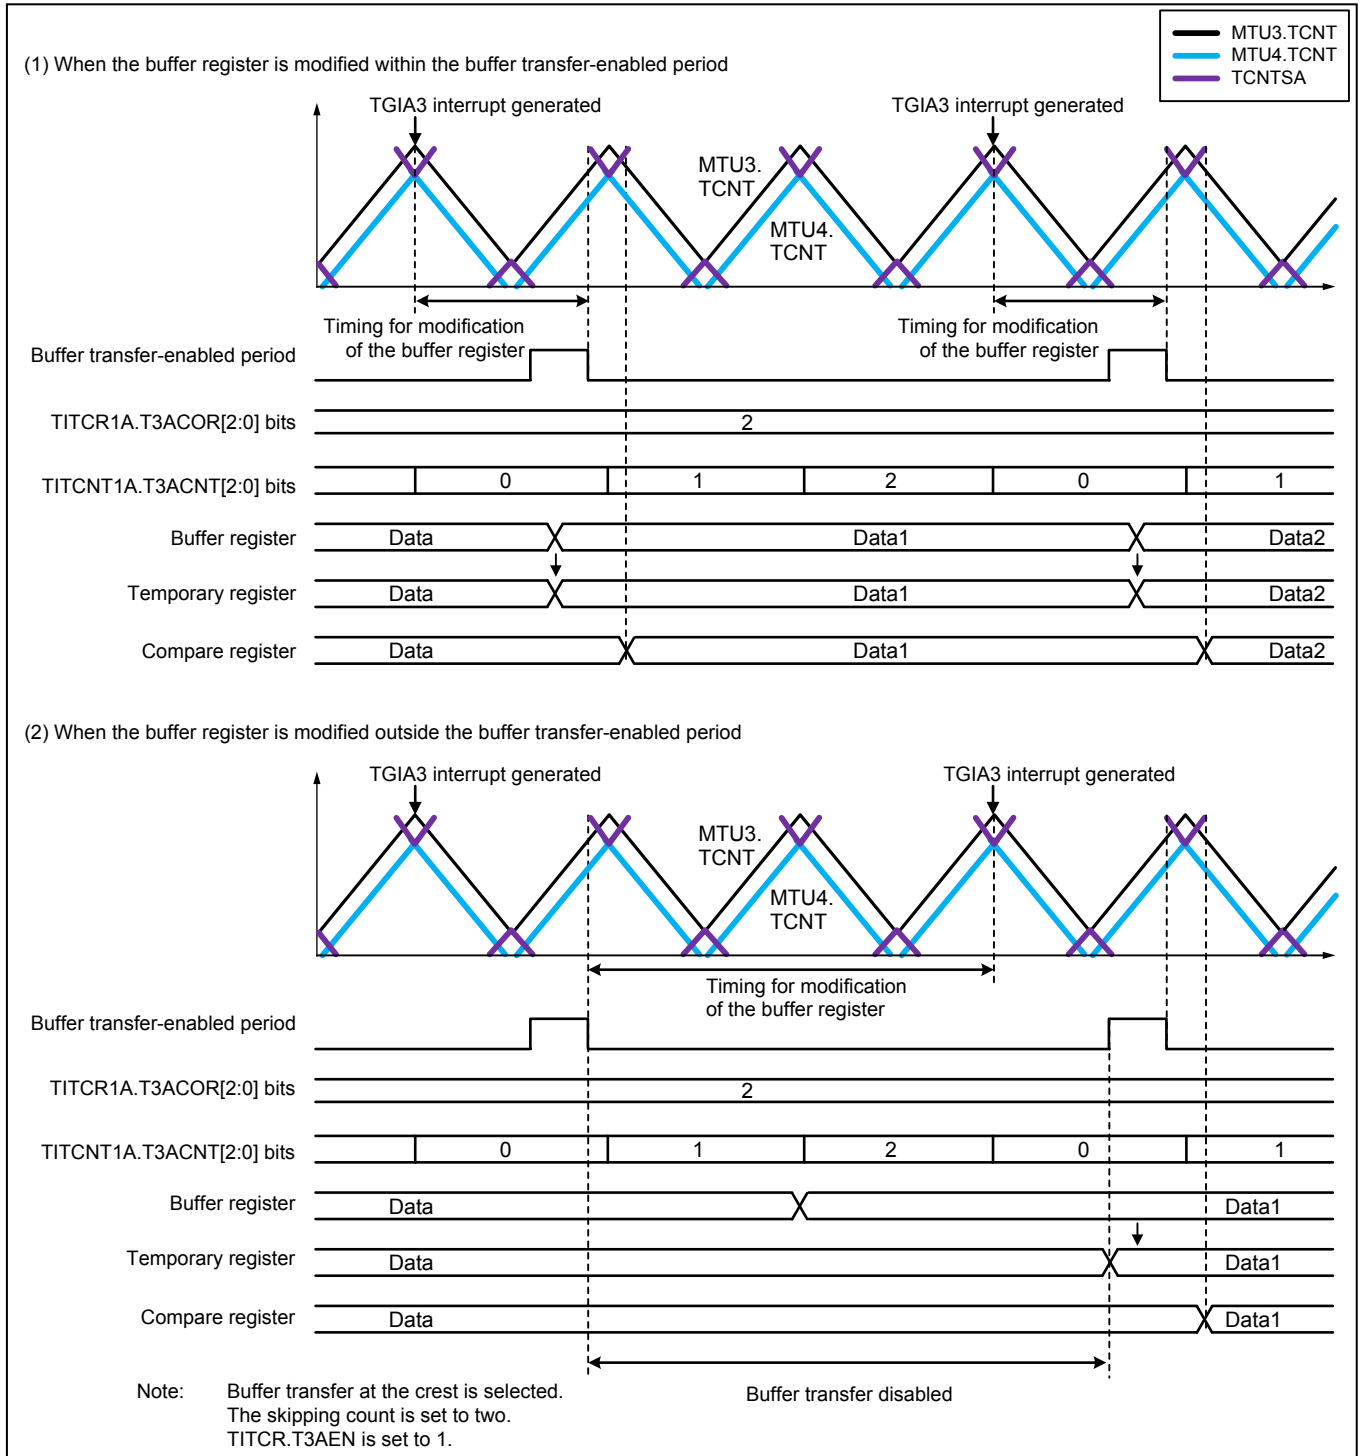 MTU3.TCNT
MTU4.TCNT
TCNTSA
(1) When the buffer register is modified within the buffer transfer-enabled period
TGIA3 interrupt generated
TGIA3 interrupt generated
MTU3.
TCNT
MTU4.
TCNT
Timing for modification
of the buffer register
Timing for modification
of the buffer register
Buffer transfer-enabled period
TITCR1A.T3ACOR[2:0] bits
2
TITCNT1A.T3ACNT[2:0] bits
0 1 2 0 1
Buffer register
Data Data1 Data2
Temporary register
Data Data1 Data2
Compare register
Data Data1 Data2
(2) When the buffer register is modified outside the buffer transfer-enabled period
TGIA3 interrupt generated
TGIA3 interrupt generated
MTU3.
TCNT
MTU4.
TCNT
Timing for modification
of the buffer register
Buffer transfer-enabled period
TITCR1A.T3ACOR[2:0] bits
2
TITCNT1A.T3ACNT[2:0] bits
0 1 2 0 1
Buffer register
Data Data1
Temporary register
Data Data1
Compare register
Data Data1
Buffer transfer disabled
Note: Buffer transfer at the crest is selected.
The skipping count is set to two.
TITCR.T3AEN is set to 1.